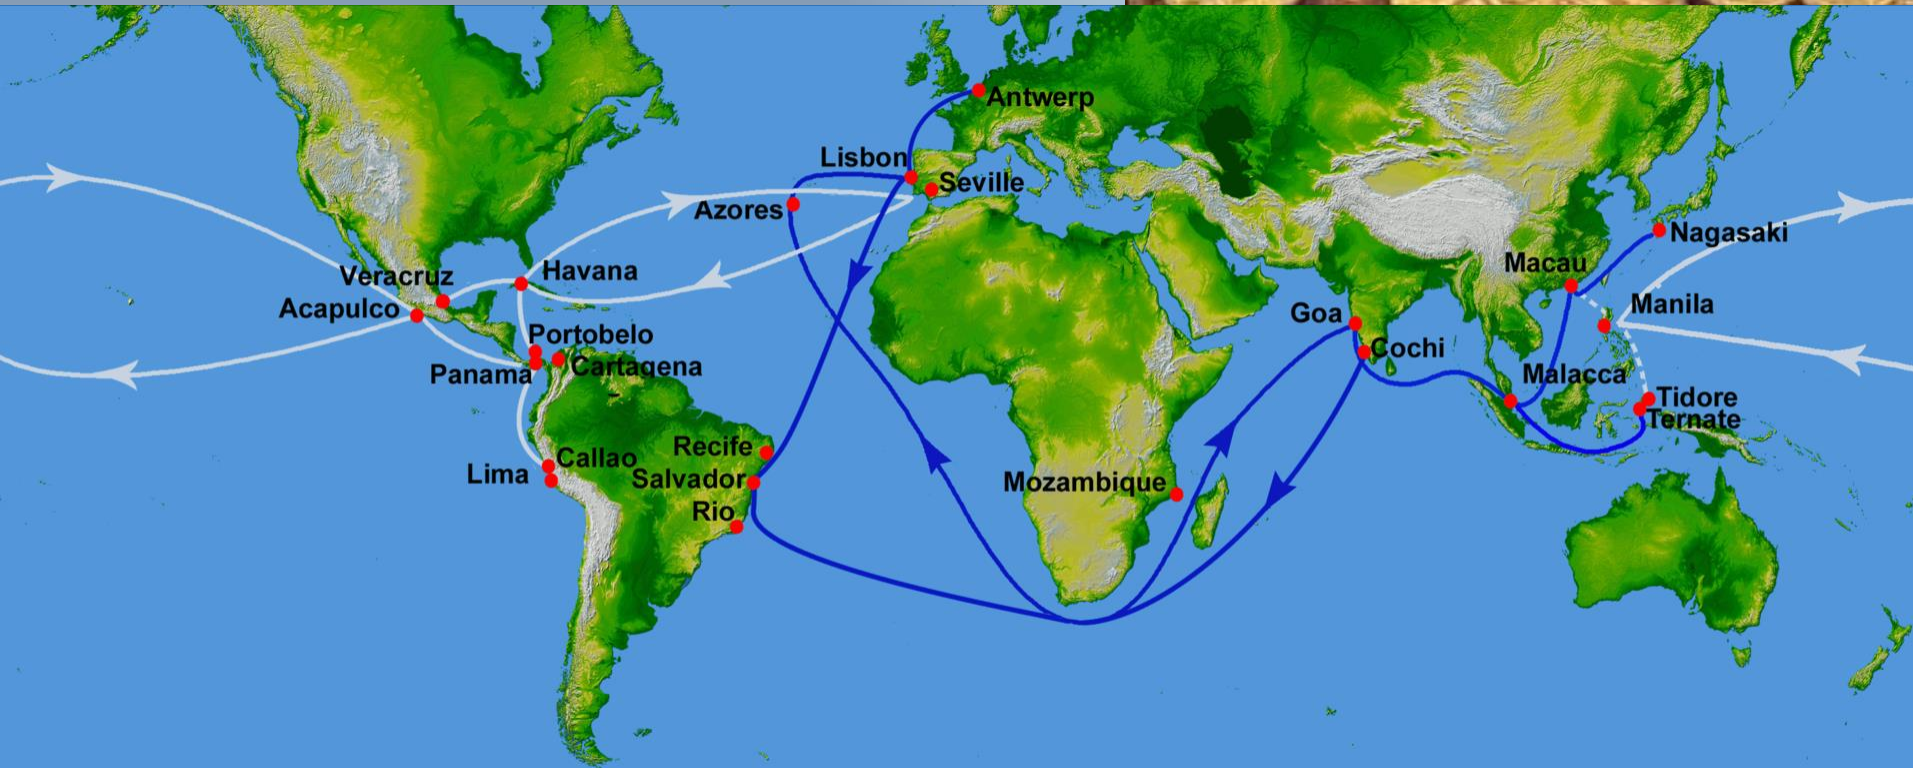 Antwerp
Lisbon
Seville
Azores
Nagasaki
Macau
Havana
Veracruz
Acapulco
Manila
Goa
Portobelo
Cochi
Cartagena
Panama
Malacca
Tidore
Ternate
Recife
Callao
Lima
Salvador
Mozambique
Rio